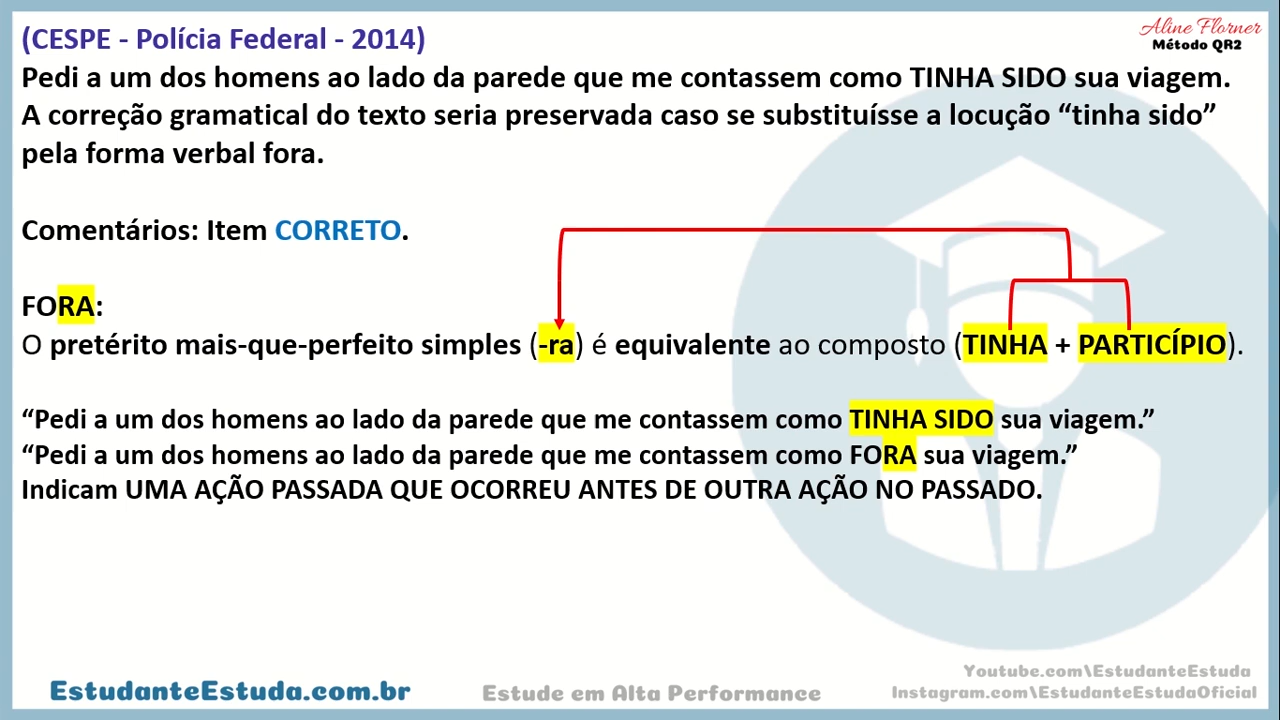 (CESPE - Polícia Federal - 2014)
Aline Florner
Método QR2
Pedi a um dos homens ao lado da parede que me contassem como TINHA SIDO sua viagem.
A correção gramatical do texto seria preservada caso se substituísse a locução “tinha sido”
pela forma verbal fora.
Comentários: Item CORRETO.
FORA:
O pretérito mais-que-perfeito simples (-ra) é equivalente ao composto (TINHA + PARTICÍPIO).
“Pedi a um dos homens ao lado da parede que me contassem como TINHA SIDO sua viagem.”
“Pedi a um dos homens ao lado da parede que me contassem como FORA sua viagem.”
Indicam UMA AÇÃO PASSADA QUE OCORREU ANTES DE OUTRA AÇÃO NO PASSADO.
EstudanteEstuda.com.br
Estude em Alta Performance
Youtube.com\EstudanteEstuda
Instagram.com\EstudanteEstudaOficial